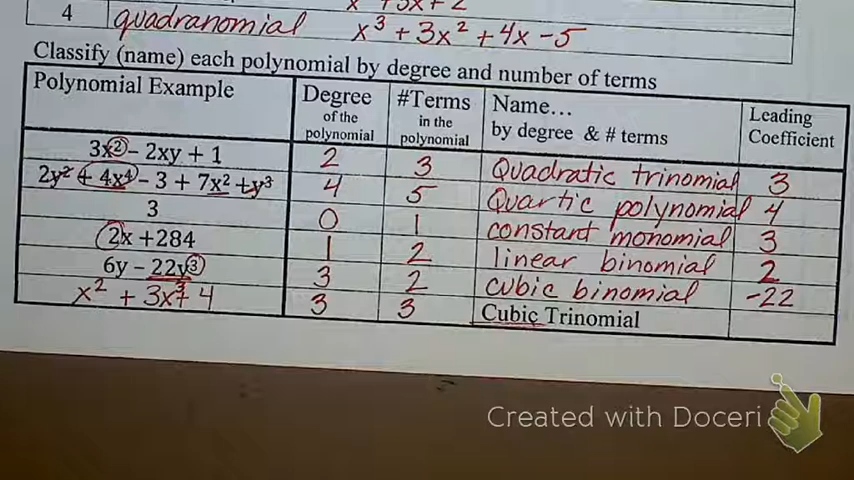 x² + 5x + 2
4 quadranomial x³ + 3x² + 4x - 5
Classify (name) each polynomial by degree and number of terms
Polynomial Example Degree of the polynomial #Terms in the polynomial Name... by degree & # terms Leading Coefficient
3x² - 2xy + 1 2 3 Quadratic trinomial 3
2y² + 4x⁴ - 3 + 7x² + y³ 4 5 Quartic polynomial 4
3 0 1 constant monomial 3
2x +284 1 2 linear binomial 2
6y - 22y³ 3 2 cubic binomial -22
x² + 3x³ + 4 3 3 Cubic Trinomial
Created with Doceri